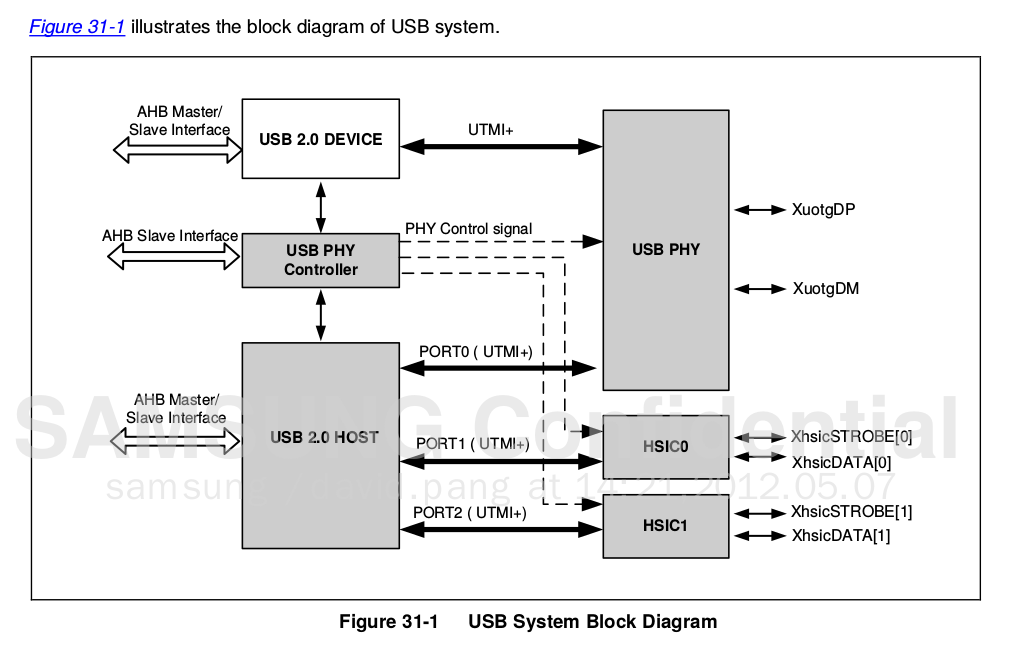 Figure 31-1 illustrates the block diagram of USB system.
AHB Master/
Slave Interface
USB 2.0 DEVICE
UTMI+
AHB Slave Interface
USB PHY
Controller
PHY Control signal
USB PHY
XuotgDP
XuotgDM
PORT0 ( UTMI+)
AHB Master/
Slave Interface
USB 2.0 HOST
PORT1 ( UTMI+)
HSIC0
XhsicSTROBE[0]
XhsicDATA[0]
SAMSUNG Confidential
samsung / david.pang at 14:21,2012.05.07
PORT2 ( UTMI+)
HSIC1
XhsicSTROBE[1]
XhsicDATA[1]
Figure 31-1 USB System Block Diagram